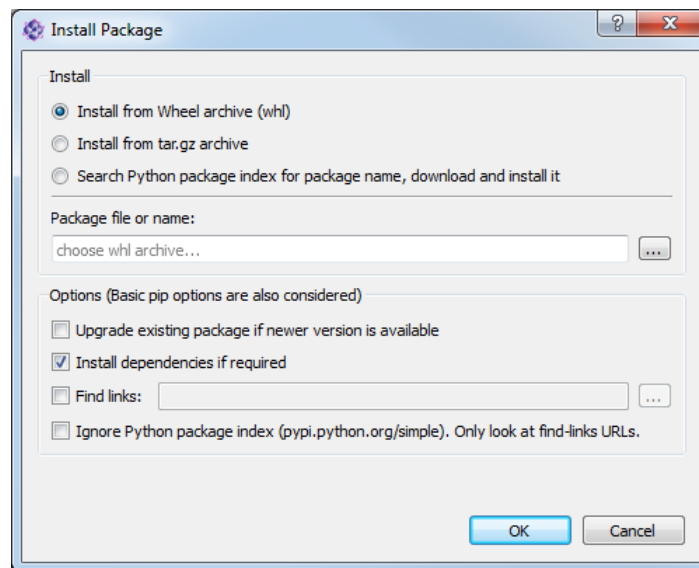 Install Package
Install
Install from Wheel archive (whl)
Install from tar.gz archive
Search Python package index for package name, download and install it
Package file or name:
choose whl archive...
...
Options (Basic pip options are also considered)
Upgrade existing package if newer version is available
Install dependencies if required
Find links:
...
Ignore Python package index (pypi.python.org/simple). Only look at find-links URLs.
OK
Cancel